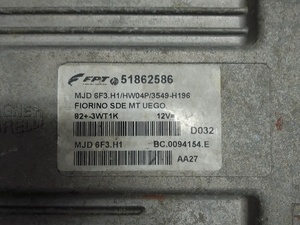 FPT 51862586
MJD 6F3.H1/HW04P/3549-H196
FIORINO SDE MT UEGO
82+-3WT1K 12V
D032
MJD 6F3.H1 BC.0094154.E
AA27